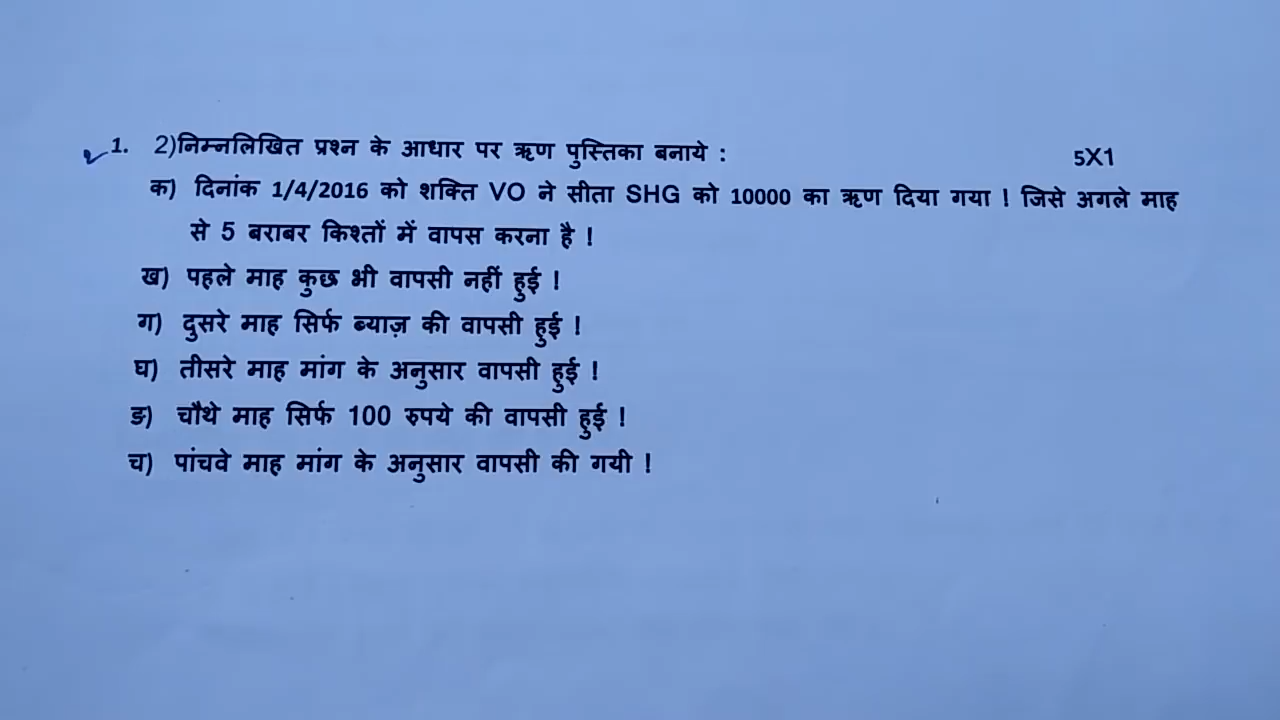 1. 2)निम्नलिखित प्रश्न के आधार पर ऋण पुस्तिका बनाये : 5X1
क) दिनांक 1/4/2016 को शक्ति VO ने सीता SHG को 10000 का ऋण दिया गया ! जिसे अगले माह
से 5 बराबर किश्तों में वापस करना है !
ख) पहले माह कुछ भी वापसी नहीं हुई !
ग) दुसरे माह सिर्फ ब्याज़ की वापसी हुई !
घ) तीसरे माह मांग के अनुसार वापसी हुई !
ङ) चौथे माह सिर्फ 100 रुपये की वापसी हुई !
च) पांचवे माह मांग के अनुसार वापसी की गयी !